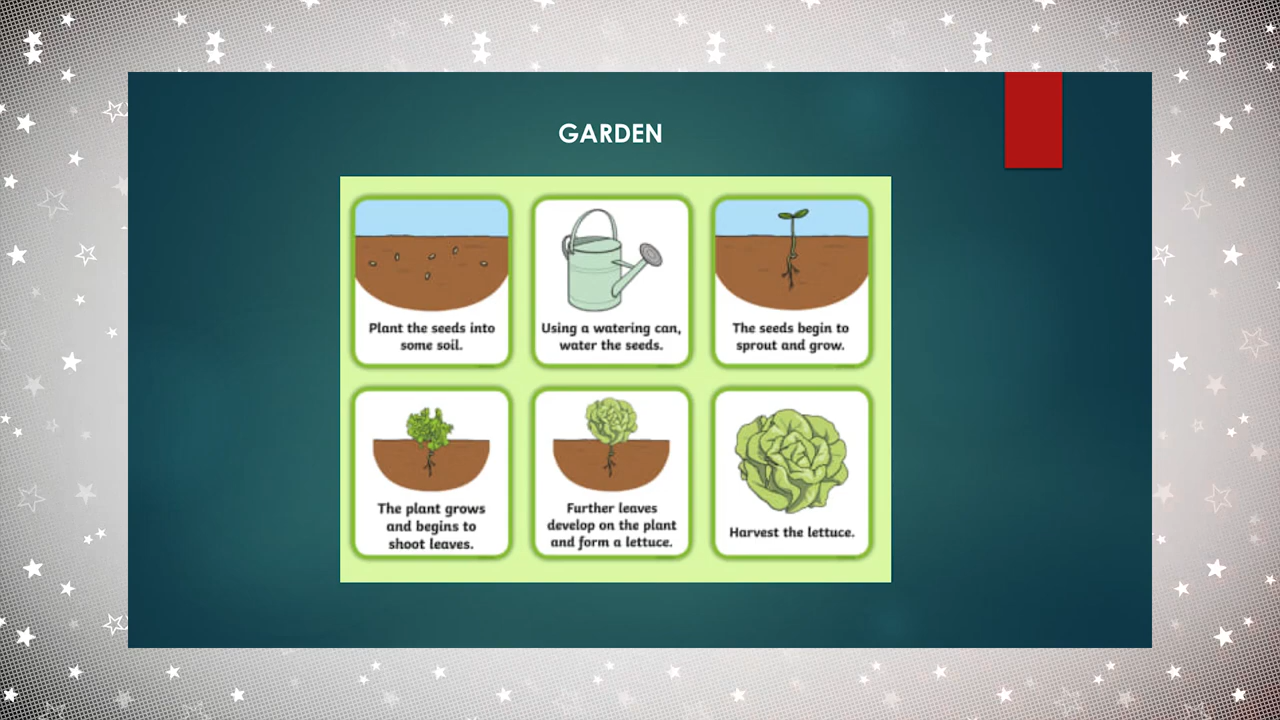 GARDEN
Plant the seeds into
some soil.
Using a watering can,
water the seeds.
The seeds begin to
sprout and grow.
The plant grows
and begins to
shoot leaves.
Further leaves
develop on the plant
and form a lettuce.
Harvest the lettuce.